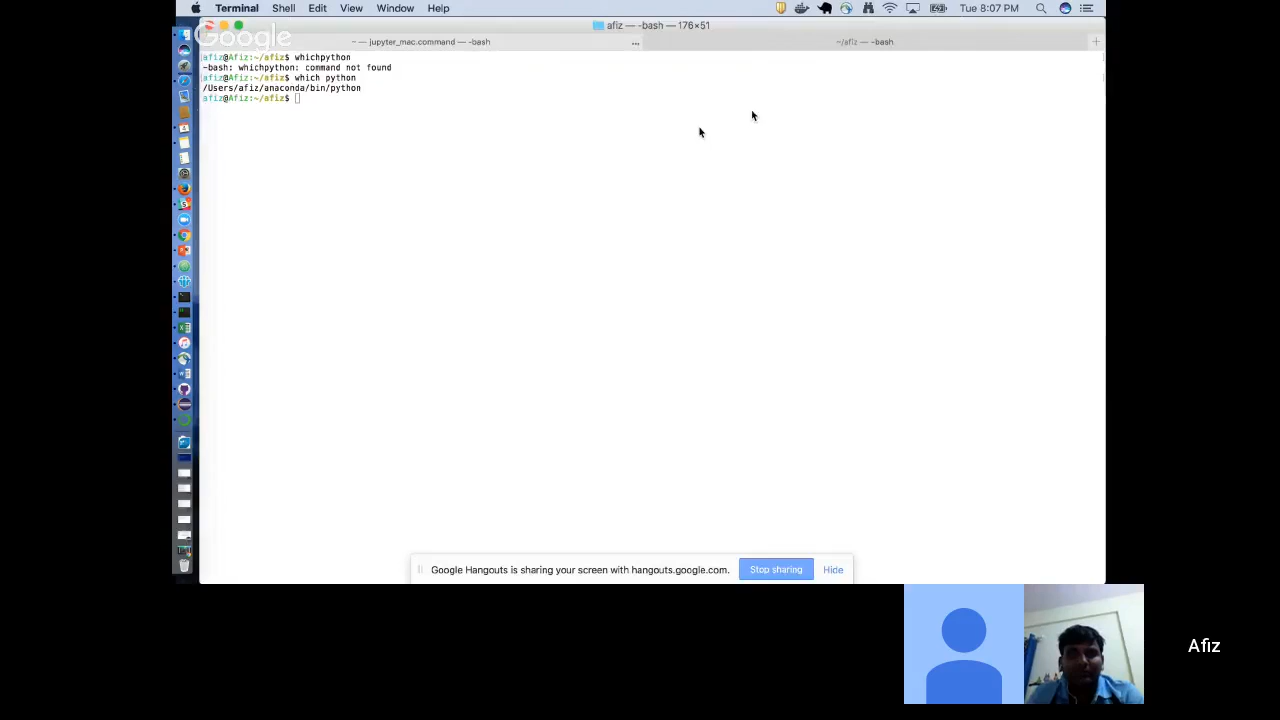 Terminal Shell Edit View Window Help Tue 8:07 PM
Google
afiz — -bash — 176×51
~ — jupyter_mac.command — -bash ... ~/afiz — -bash +
afiz@Afiz:~/afiz$ whichpython
-bash: whichpython: command not found
afiz@Afiz:~/afiz$ which python
/Users/afiz/anaconda/bin/python
afiz@Afiz:~/afiz$
Google Hangouts is sharing your screen with hangouts.google.com. Stop sharing Hide
Afiz